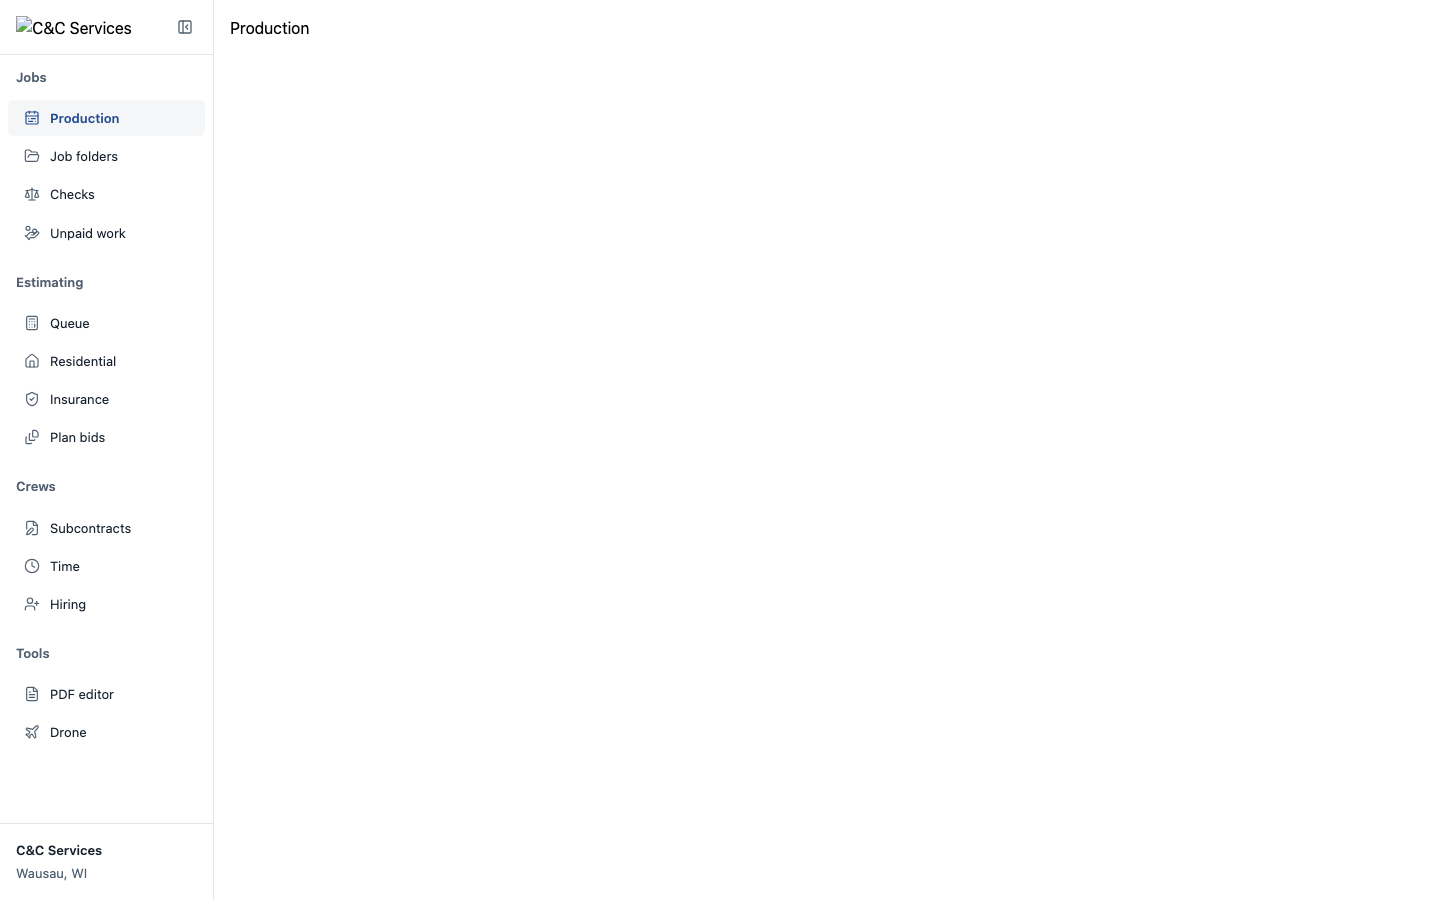 C&C Services
Production
Jobs
Production
Job folders
Checks
Unpaid work
Estimating
Queue
Residential
Insurance
Plan bids
Crews
Subcontracts
Time
Hiring
Tools
PDF editor
Drone
C&C Services
Wausau, WI